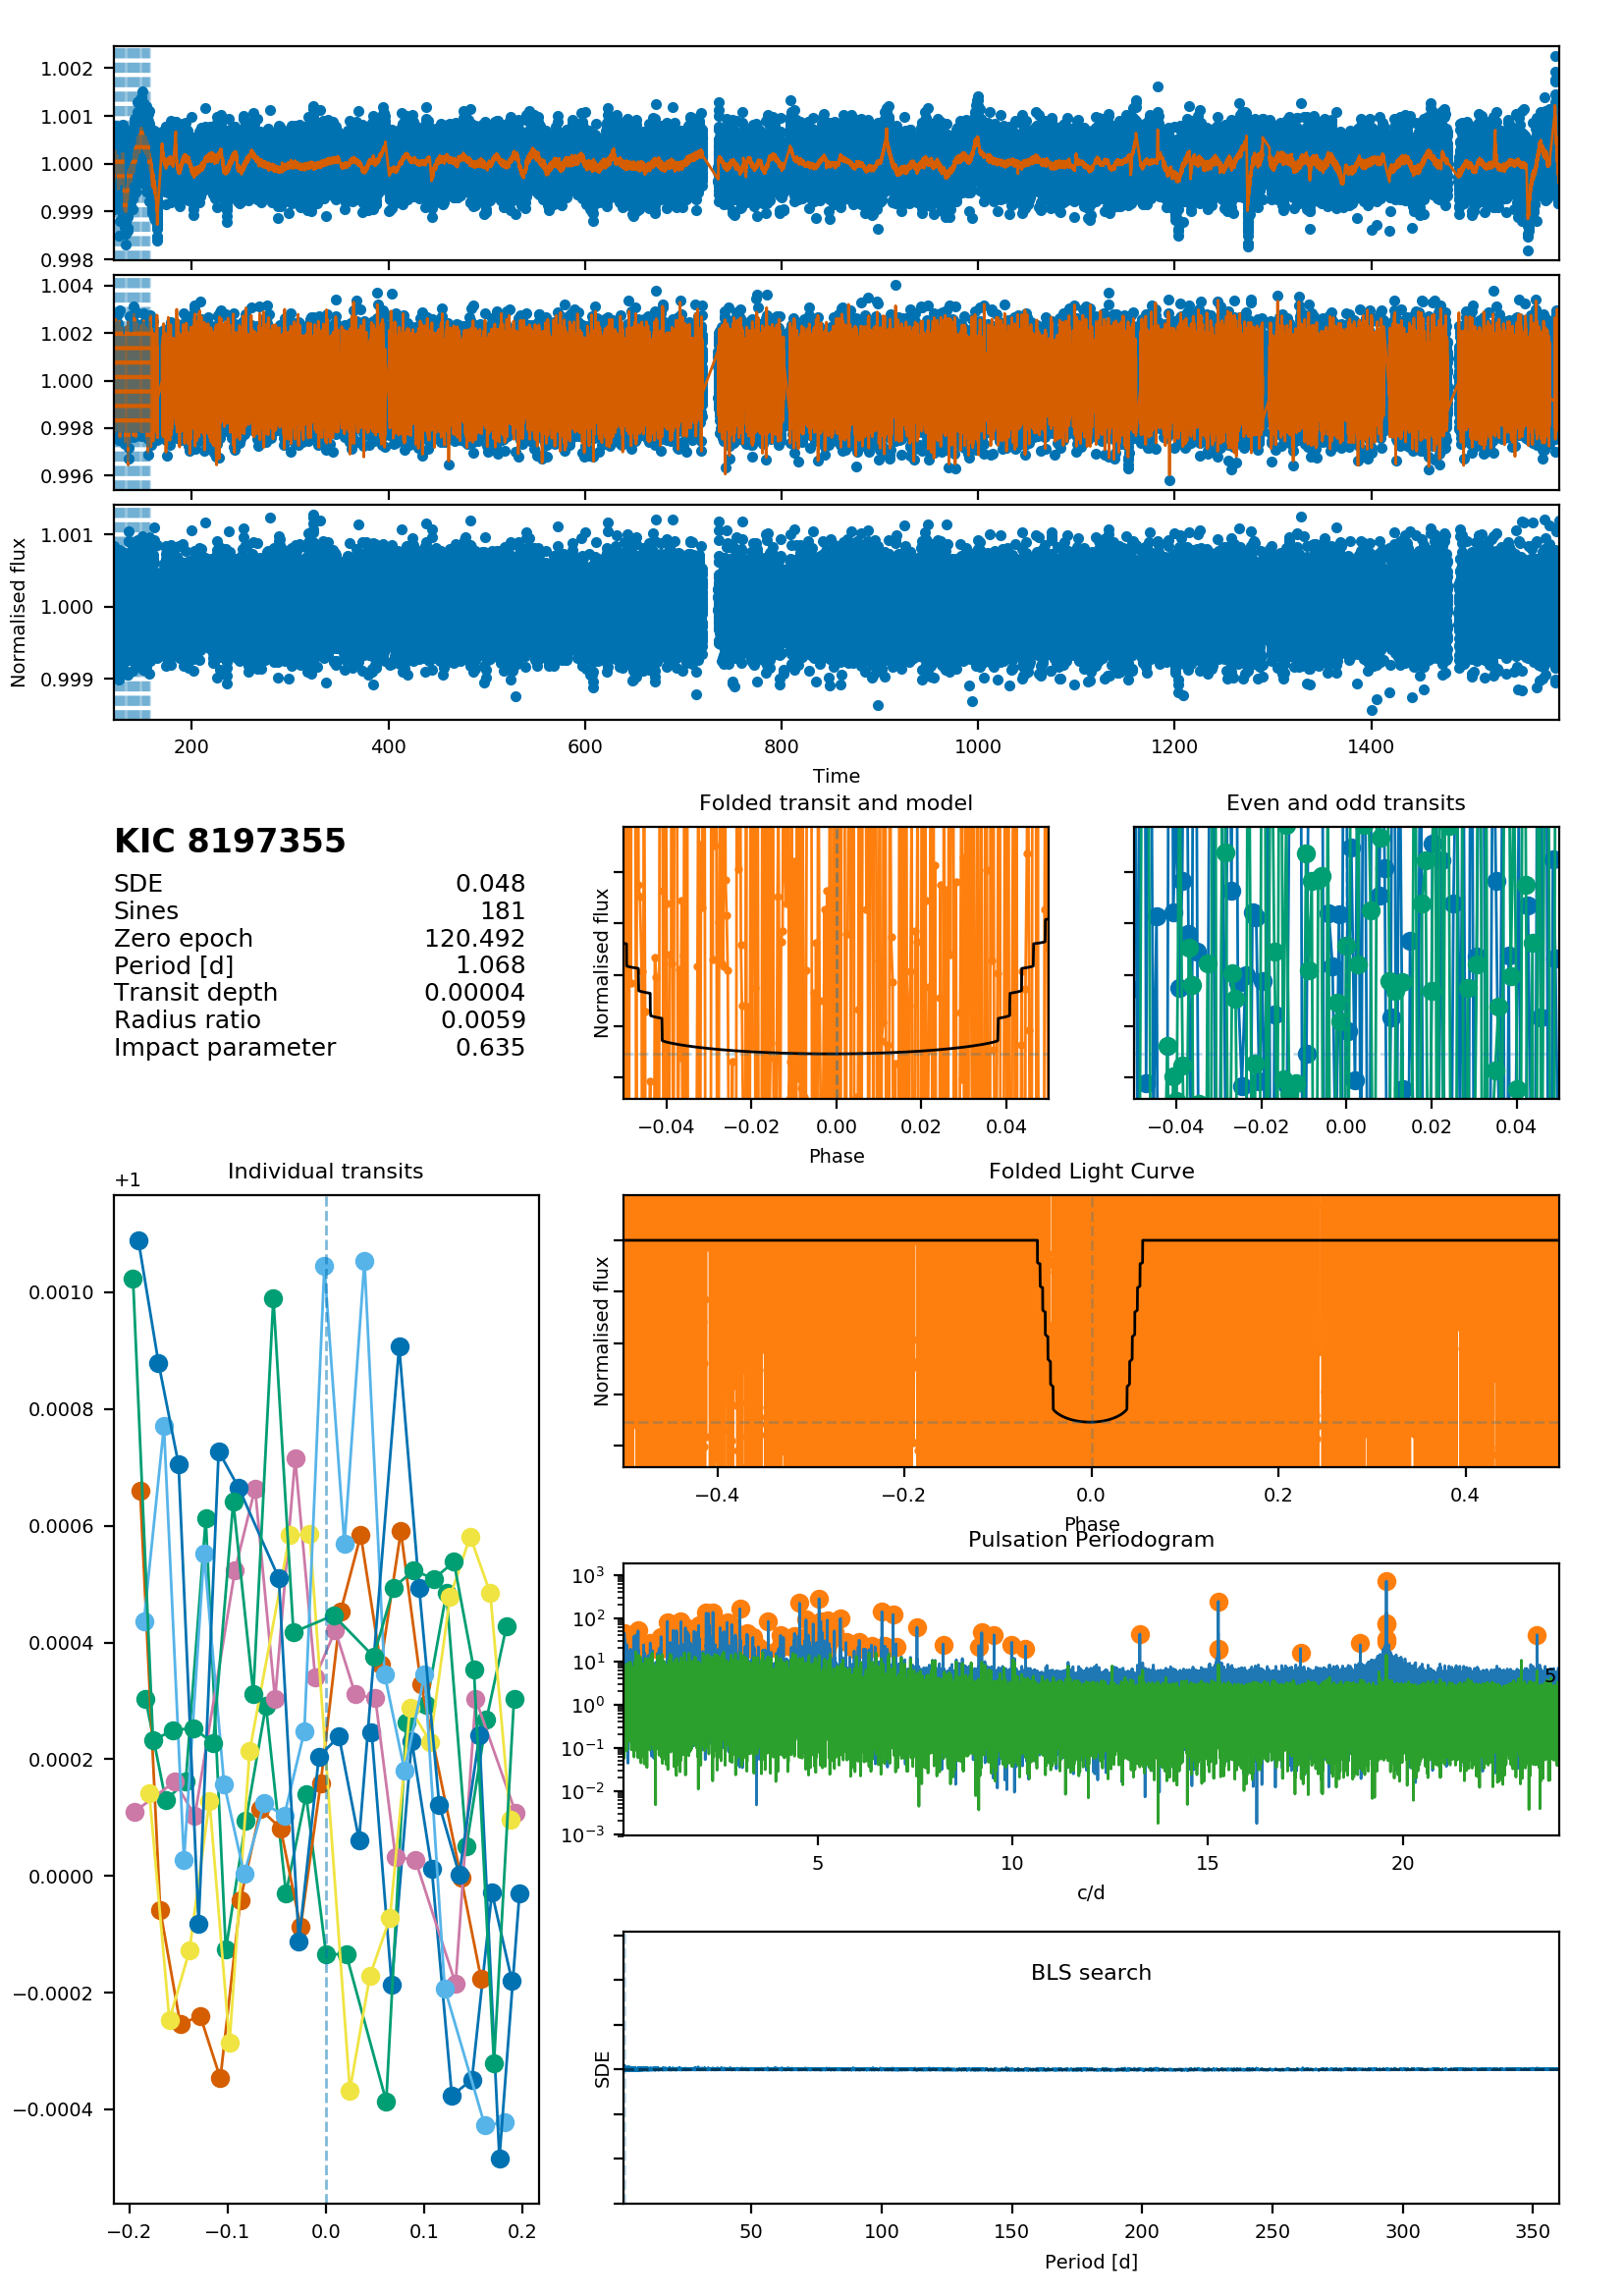 1.002
1.001
1.000
0.999
0.998
1.004
1.002
1.000
0.998
0.996
1.001
1.000
0.999
Normalised flux
200 400 600 800 1000 1200 1400
Time
KIC 8197355
SDE 0.048
Sines 181
Zero epoch 120.492
Period [d] 1.068
Transit depth 0.00004
Radius ratio 0.0059
Impact parameter 0.635
Folded transit and model
Normalised flux
−0.04 −0.02 0.00 0.02 0.04
Phase
Even and odd transits
−0.04 −0.02 0.00 0.02 0.04
Individual transits
+1
0.0010
0.0008
0.0006
0.0004
0.0002
0.0000
−0.0002
−0.0004
−0.2 −0.1 0.0 0.1 0.2
Folded Light Curve
Normalised flux
−0.4 −0.2 0.0 0.2 0.4
Phase
Pulsation Periodogram
10³
10²
10¹
10⁰
10⁻¹
10⁻²
10⁻³
5
5 10 15 20
c/d
BLS search
SDE
50 100 150 200 250 300 350
Period [d]